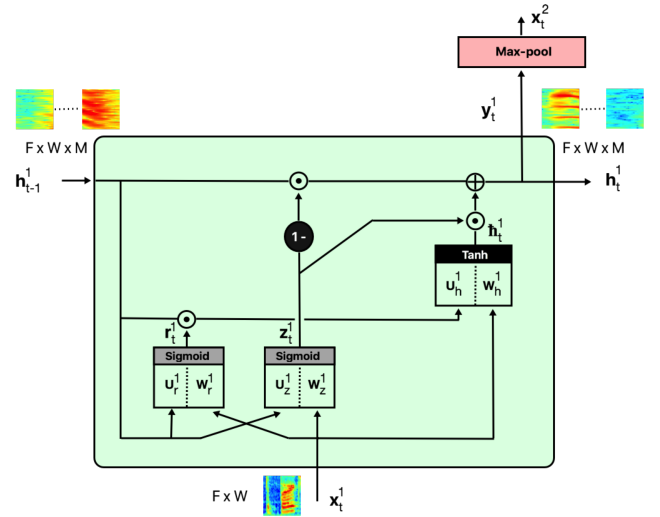 x_t^2
Max-pool
y_t^1
F x W x M
F x W x M
h_{t-1}^1
h_t^1
1-
ħ_t^1
Tanh
U_h^1 W_h^1
r_t^1
z_t^1
Sigmoid
Sigmoid
U_r^1 W_r^1
U_z^1 W_z^1
F x W
x_t^1